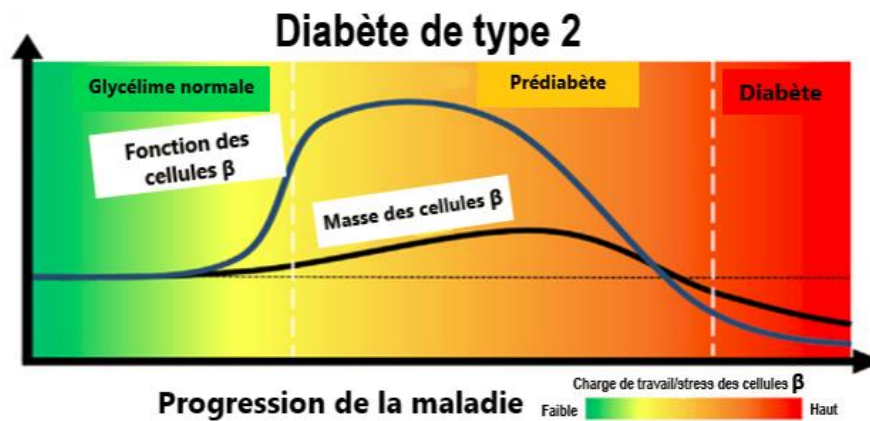 Diabète de type 2
Glycélime normale
Prédiabète
Diabète
Fonction des
cellules β
Masse des cellules β
Charge de travail/stress des cellules β
Progression de la maladie
Faible
Haut